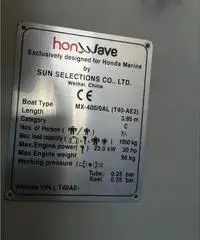 honwave
Exclusively designed for Honda Marine
by
SUN SELECTIONS CO., LTD.
Weihai, China
CE
Boat Type MX-400/0AL (T40-AE2)
Length 3.95 m
Category C
Nos. of Person 7/-
Max. load capacity- 1050 kg
Max. Engine power 23.0 kW 30 hp
Max. Engine weight 90 kg
Working pressure
Tube: 0.25 bar
Keel: 0.35 bar
(Honda VIN): T40AE-